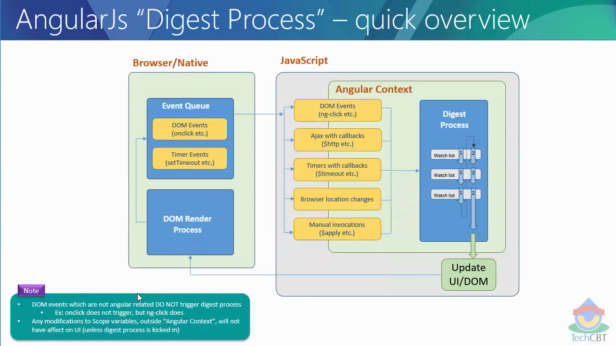 AngularJs "Digest Process" – quick overview
Browser/Native
JavaScript
Event Queue
DOM Events
(onclick etc.)
Timer Events
(setTimeout etc.)
DOM Render
Process
Angular Context
DOM Events
(ng-click etc.)
Ajax with callbacks
($http etc.)
Timers with callbacks
($timeout etc.)
Browser location changes
Manual invocations
($apply etc.)
Digest
Process
Watch list
Watch list
Watch list
Update
UI/DOM
Note
• DOM events which are not angular related DO NOT trigger digest process
• Ex: onclick does not trigger, but ng-click does
• Any modifications to Scope variables, outside "Angular Context", will not
have affect on UI (unless digest process is kicked in)
TechCBT